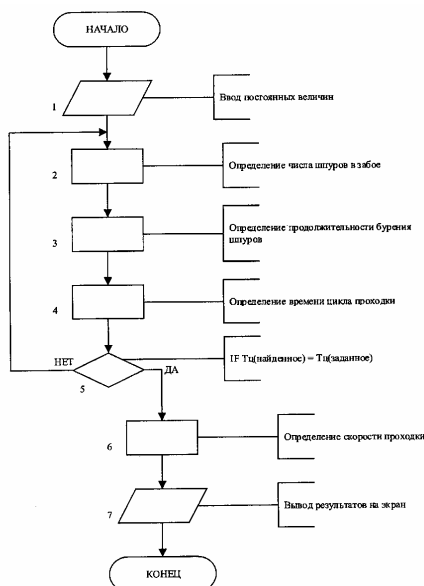 НАЧАЛО
1
Ввод постоянных величин
2
Определение числа шпуров в забое
3
Определение продолжительности бурения
шпуров
4
Определение времени цикла проходки
НЕТ
ДА
5
IF Тц(найденное) = Тц(заданное)
6
Определение скорости проходки
7
Вывод результатов на экран
КОНЕЦ